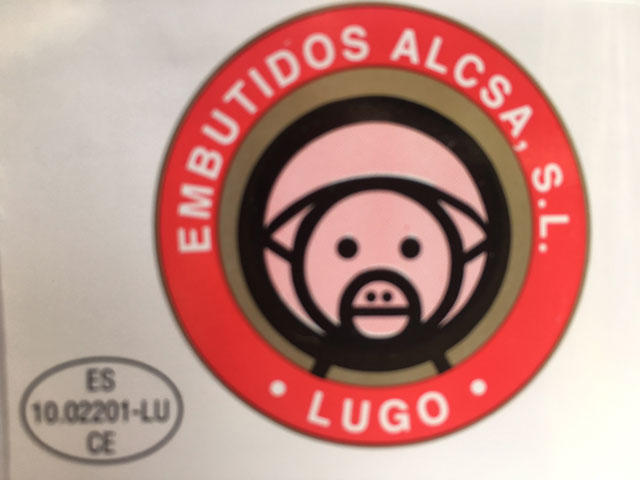 EMBUTIDOS ALCSA, S.L.
• LUGO •
ES
10.02201-LU
CE